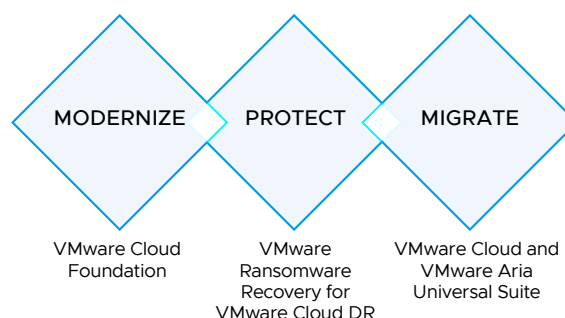 MODERNIZE
PROTECT
MIGRATE
VMware Cloud
Foundation
VMware
Ransomware
Recovery for
VMware Cloud DR
VMware Cloud and
VMware Aria
Universal Suite